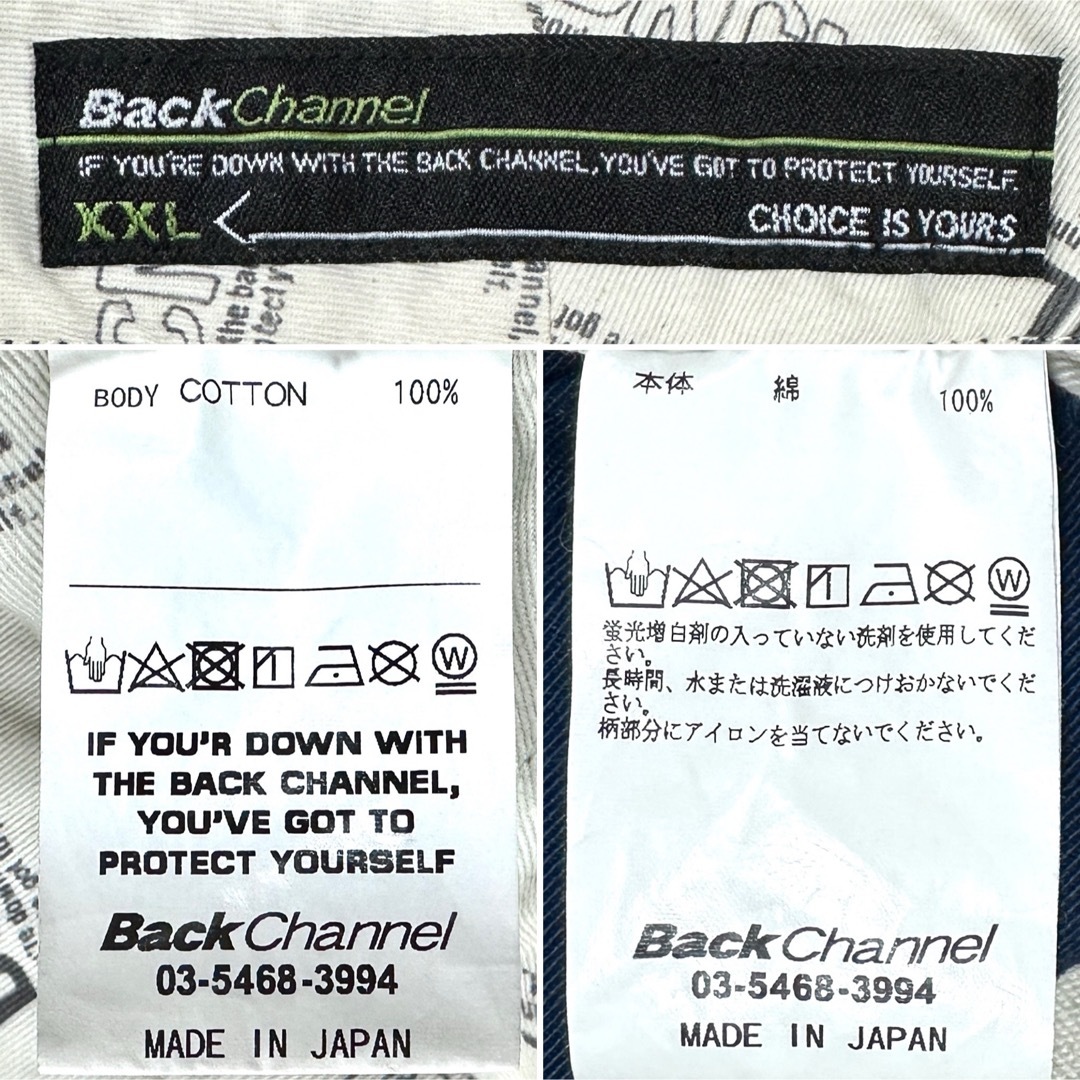 BackChannel
IF YOU'RE DOWN WITH THE BACK CHANNEL, YOU'VE GOT TO PROTECT YOURSELF.
XXL CHOICE IS YOURS
the ba
tect y
annel,
lf.
got
BODY COTTON 100%
W
IF YOU'R DOWN WITH
THE BACK CHANNEL,
YOU'VE GOT TO
PROTECT YOURSELF
BackChannel
03-5468-3994
MADE IN JAPAN
本体 綿 100%
W
蛍光増白剤の入っていない洗剤を使用してくだ
さい。
長時間、水または洗濯液につけおかないでくだ
さい。
柄部分にアイロンを当てないでください。
BackChannel
03-5468-3994
MADE IN JAPAN